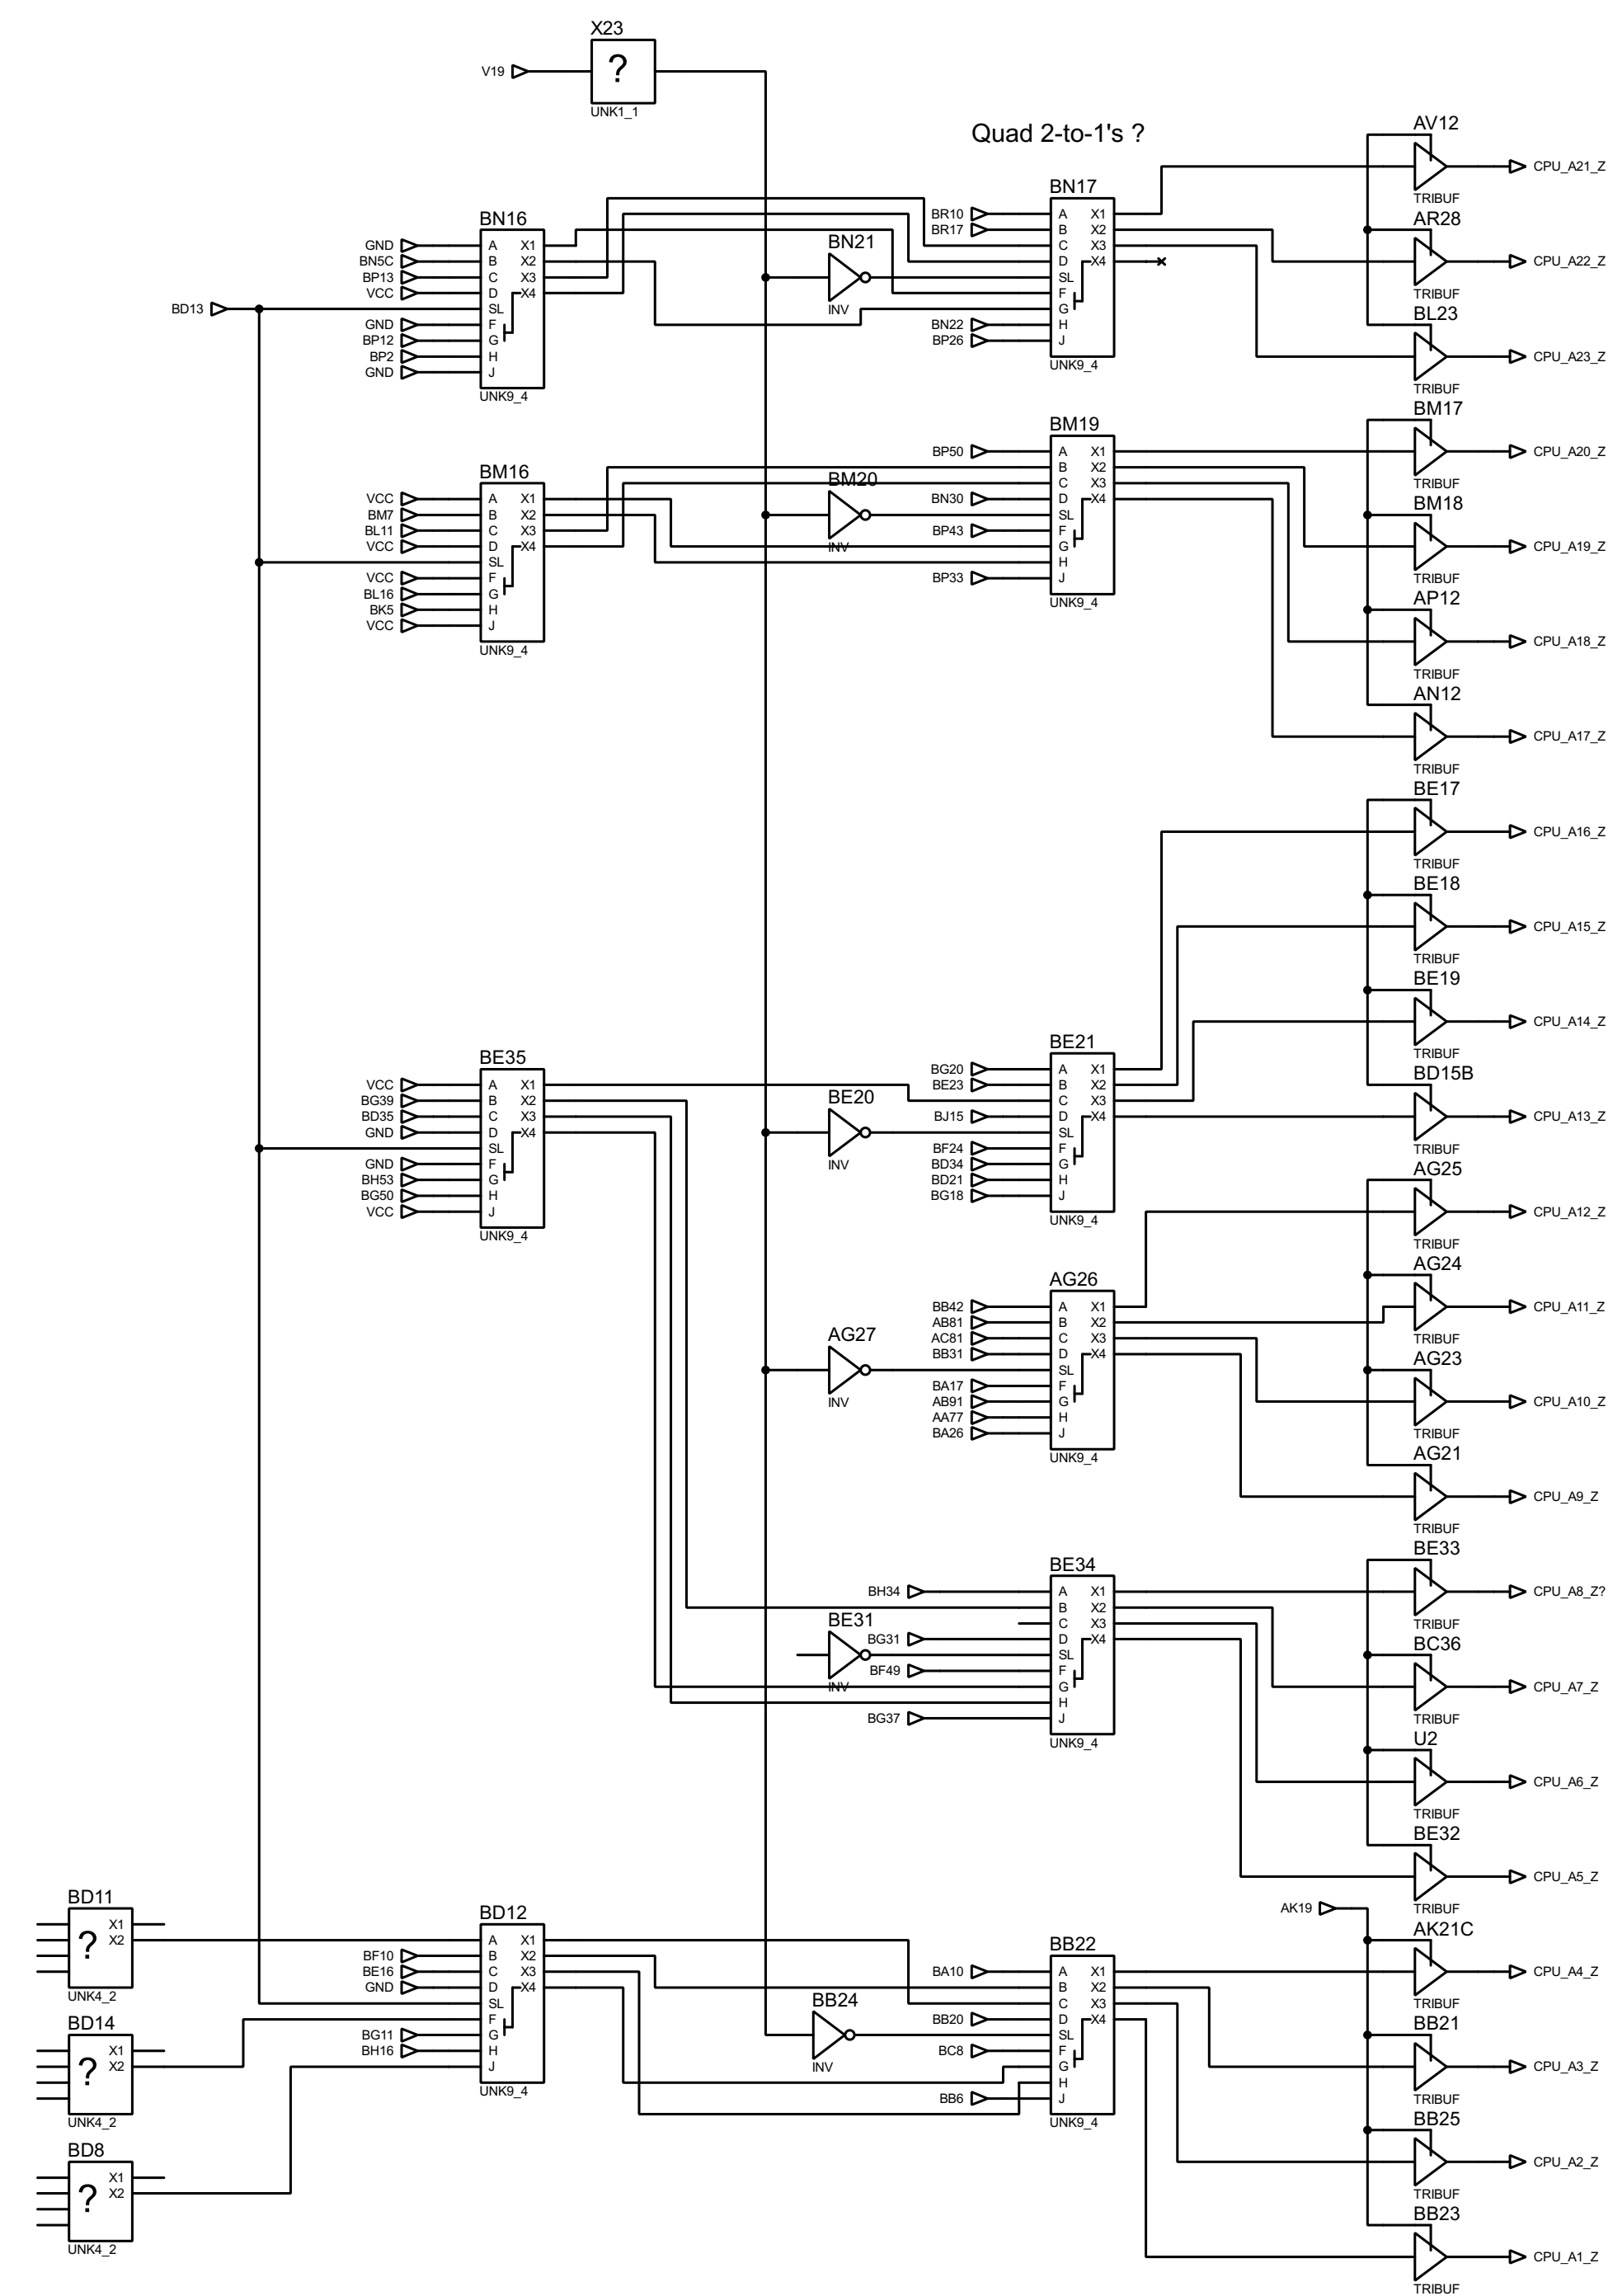 X23
V19
?
UNK1_1
Quad 2-to-1's ?
BN16
GND A X1
BN5C B X2
BP13 C X3
VCC D X4
BD13 SL
GND F
BP12 G
BP2 H
GND J
UNK9_4
BN21
INV
BN17
BR10 A X1
BR17 B X2
C X3
D X4
SL
F
G
BN22 H
BP26 J
UNK9_4
AV12
CPU_A21_Z
TRIBUF
AR28
CPU_A22_Z
TRIBUF
BL23
CPU_A23_Z
TRIBUF
BM16
VCC A X1
BM7 B X2
BL11 C X3
VCC D X4
SL
VCC F
BL16 G
BK5 H
VCC J
UNK9_4
BM20
INV
BM19
BP50 A X1
B X2
C X3
BN30 D X4
SL
BP43 F
G
H
BP33 J
UNK9_4
BM17
CPU_A20_Z
TRIBUF
BM18
CPU_A19_Z
TRIBUF
AP12
CPU_A18_Z
TRIBUF
AN12
CPU_A17_Z
TRIBUF
BE17
CPU_A16_Z
TRIBUF
BE18
CPU_A15_Z
TRIBUF
BE19
CPU_A14_Z
TRIBUF
BD15B
CPU_A13_Z
TRIBUF
BE35
VCC A X1
BG39 B X2
BD35 C X3
GND D X4
SL
GND F
BH53 G
BG50 H
VCC J
UNK9_4
BE20
INV
BE21
BG20 A X1
BE23 B X2
C X3
BJ15 D X4
SL
BF24 F
BD34 G
BD21 H
BG18 J
UNK9_4
AG25
CPU_A12_Z
TRIBUF
AG24
CPU_A11_Z
TRIBUF
AG23
CPU_A10_Z
TRIBUF
AG21
CPU_A9_Z
TRIBUF
AG27
INV
AG26
BB42 A X1
AB81 B X2
AC81 C X3
BB31 D X4
SL
BA17 F
AB91 G
AA77 H
BA26 J
UNK9_4
BE31
INV
BE34
BH34 A X1
B X2
C X3
BG31 D X4
SL
BF49 F
G
H
BG37 J
UNK9_4
BE33
CPU_A8_Z?
TRIBUF
BC36
CPU_A7_Z
TRIBUF
U2
CPU_A6_Z
TRIBUF
BE32
CPU_A5_Z
TRIBUF
BD11
X1
? X2
UNK4_2
BD14
X1
? X2
UNK4_2
BD8
X1
? X2
UNK4_2
BD12
A X1
BF10 B X2
BE16 C X3
GND D X4
SL
F
BG11 G
BH16 H
J
UNK9_4
BB24
INV
BB22
BA10 A X1
B X2
C X3
BB20 D X4
SL
BC8 F
G
H
BB6 J
UNK9_4
AK19
AK21C
CPU_A4_Z
TRIBUF
BB21
CPU_A3_Z
TRIBUF
BB25
CPU_A2_Z
TRIBUF
BB23
CPU_A1_Z
TRIBUF